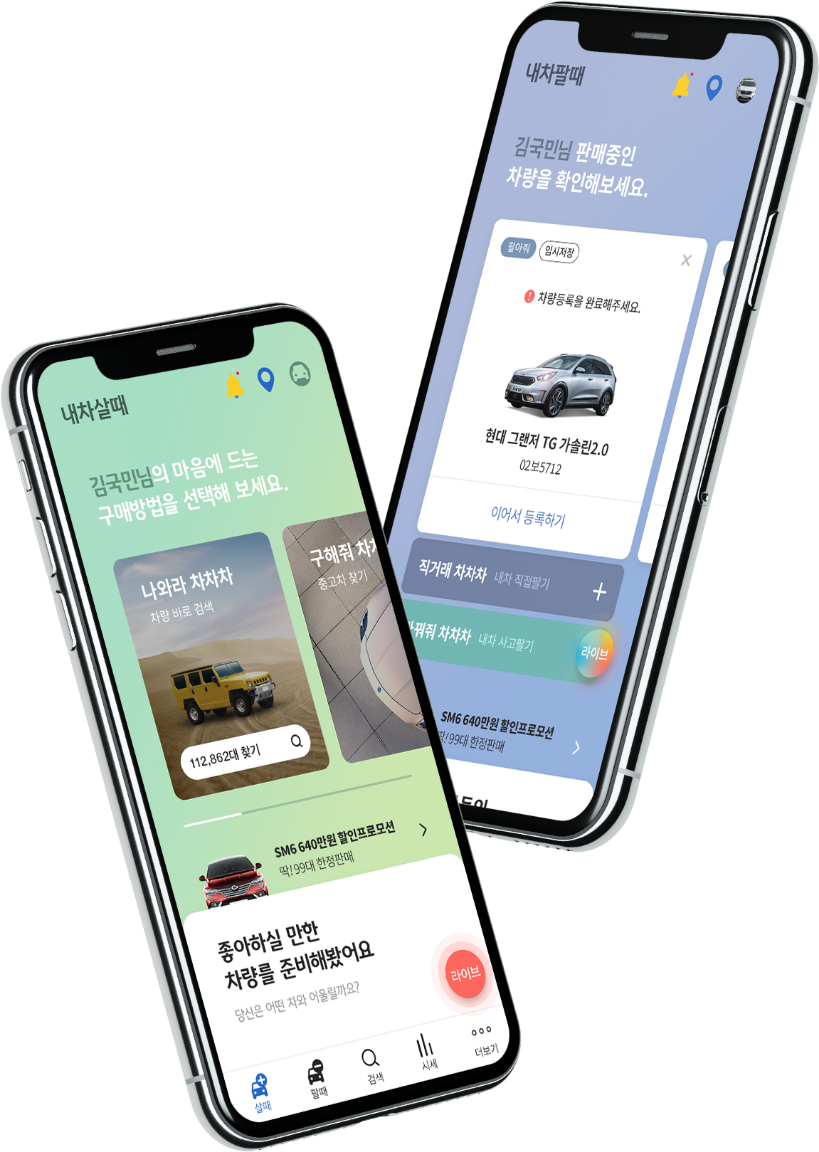 내차팔때
김국민님 판매중인
차량을 확인해보세요.
팔아줘 임시저장
차량등록을 완료해주세요.
현대 그랜저 TG 가솔린2.0
02보5712
이어서 등록하기
직거래 차차차 내차 직접팔기
바꿔줘 차차차 내차 사고팔기
라이브
SM6 640만원 할인프로모션
딱! 99대 한정판매
내차살때
김국민님의 마음에 드는
구매방법을 선택해 보세요.
나와라 차차차
차량 바로 검색
112,862대 찾기
구해줘 차차
중고차 찾기
SM6 640만원 할인프로모션
딱! 99대 한정판매
좋아하실 만한
차량를 준비해봤어요
당신은 어떤 차와 어울릴까요?
라이브
살때 팔때 검색 시세 더보기